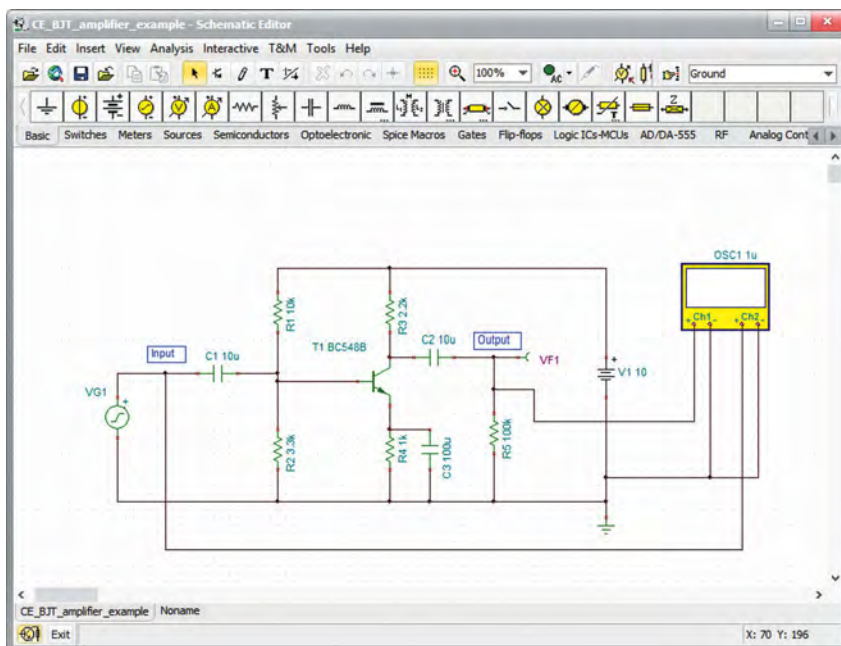 CE_BJT_amplifier_example - Schematic Editor
File Edit Insert View Analysis Interactive T&M Tools Help
T 100% AC Ground
M
T
Z
Basic Switches Meters Sources Semiconductors Optoelectronic Spice Macros Gates Flip-flops Logic ICs-MCUs AD/DA-555 RF Analog Cont
OSC1 1u
+ Ch1 - + Ch2 -
R1 10k
R3 2.2k
T1 BC548B
C2 10u
Output
VF1
Input
C1 10u
+
V1 10
VG1
+
R2 3.3k
R4 1k
C3 100u
R5 100k
CE_BJT_amplifier_example Noname
Exit
X: 70 Y: 196